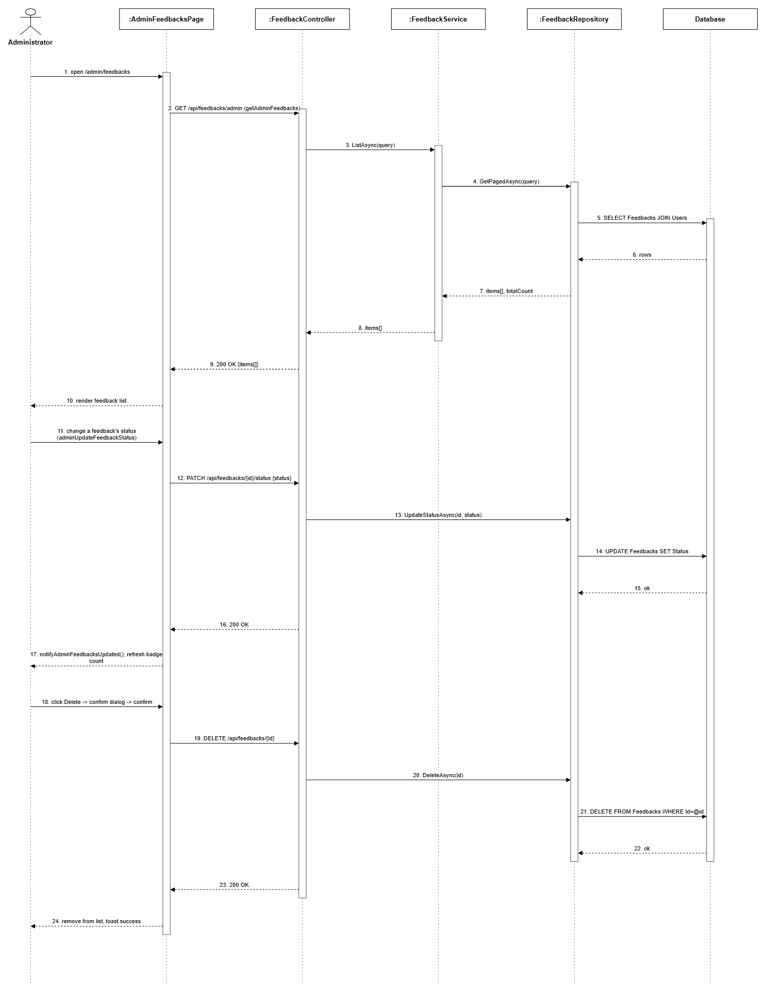 Administrator
:AdminFeedbacksPage
:FeedbackController
:FeedbackService
:FeedbackRepository
Database
1. open /admin/feedbacks
2. GET /api/feedbacks/admin (getAdminFeedbacks)
3. ListAsync(query)
4. GetPagedAsync(query)
5. SELECT Feedbacks JOIN Users
6. rows
7. items[], totalCount
8. items[]
9. 200 OK {items[]}
10. render feedback list
11. change a feedback's status
(adminUpdateFeedbackStatus)
12. PATCH /api/feedbacks/{id}/status {status}
13. UpdateStatusAsync(id, status)
14. UPDATE Feedbacks SET Status
15. ok
16. 200 OK
17. notifyAdminFeedbacksUpdated(); refresh badge
count
18. click Delete -> confirm dialog -> confirm
19. DELETE /api/feedbacks/{id}
20. DeleteAsync(id)
21. DELETE FROM Feedbacks WHERE Id=@id
22. ok
23. 200 OK
24. remove from list, toast success